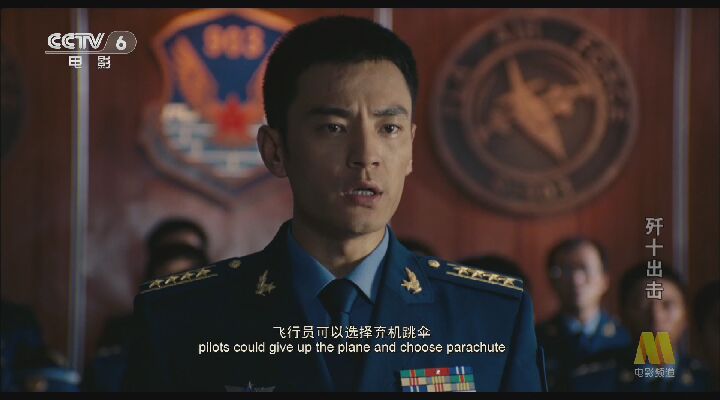 CCTV 6
电影
903
飞行员可以选择弃机跳伞
pilots could give up the plane and choose parachute
歼十出击
电影频道